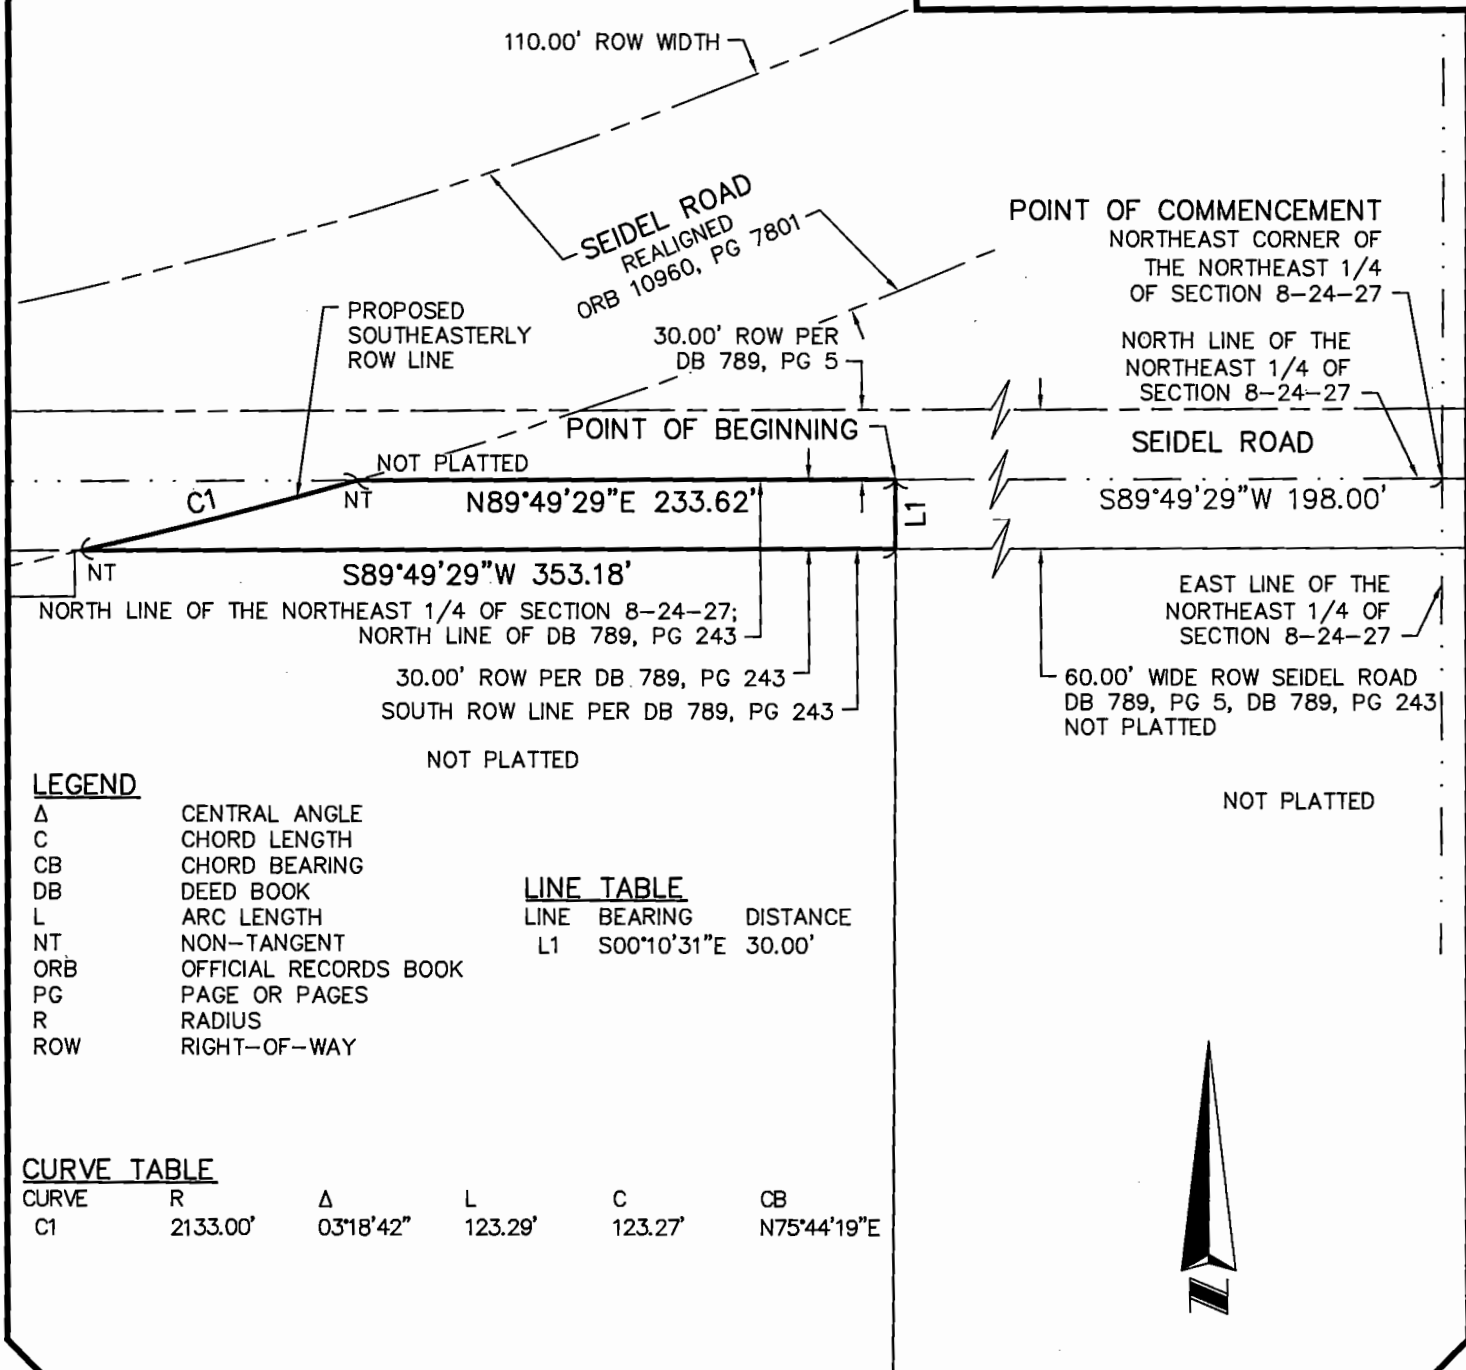 110.00' ROW WIDTH
SEIDEL ROAD
REALIGNED
ORB 10960, PG 7801
POINT OF COMMENCEMENT
NORTHEAST CORNER OF
THE NORTHEAST 1/4
OF SECTION 8-24-27
PROPOSED
SOUTHEASTERLY
ROW LINE
30.00' ROW PER
DB 789, PG 5
NORTH LINE OF THE
NORTHEAST 1/4 OF
SECTION 8-24-27
POINT OF BEGINNING
SEIDEL ROAD
NOT PLATTED
C1
NT
N89°49'29"E 233.62'
L1
S89°49'29"W 198.00'
NT
S89°49'29"W 353.18'
NORTH LINE OF THE NORTHEAST 1/4 OF SECTION 8-24-27;
NORTH LINE OF DB 789, PG 243
EAST LINE OF THE
NORTHEAST 1/4 OF
SECTION 8-24-27
30.00' ROW PER DB 789, PG 243
SOUTH ROW LINE PER DB 789, PG 243
60.00' WIDE ROW SEIDEL ROAD
DB 789, PG 5, DB 789, PG 243
NOT PLATTED
NOT PLATTED
NOT PLATTED
LEGEND
Δ CENTRAL ANGLE
C CHORD LENGTH
CB CHORD BEARING
DB DEED BOOK
L ARC LENGTH
NT NON-TANGENT
ORB OFFICIAL RECORDS BOOK
PG PAGE OR PAGES
R RADIUS
ROW RIGHT-OF-WAY
LINE TABLE
LINE BEARING DISTANCE
L1 S00°10'31"E 30.00'
CURVE TABLE
CURVE R Δ L C CB
C1 2133.00' 03°18'42" 123.29' 123.27' N75°44'19"E
N